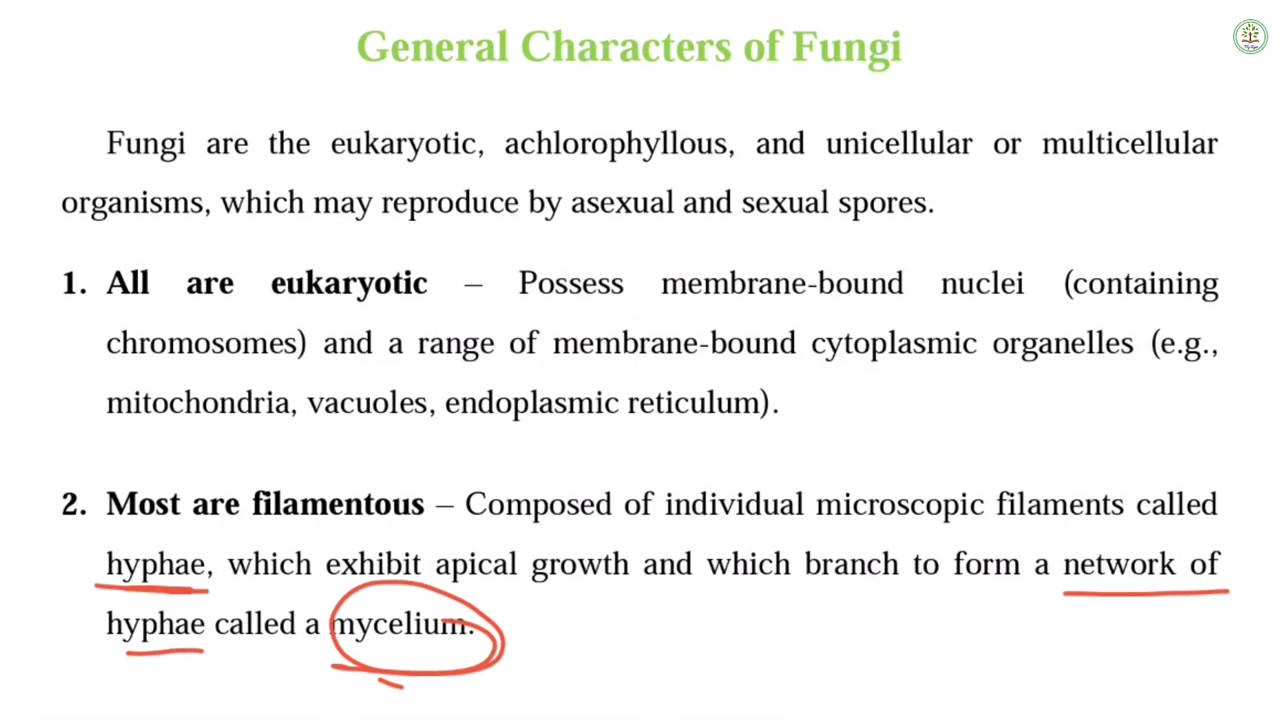 General Characters of Fungi
Fungi are the eukaryotic, achlorophyllous, and unicellular or multicellular
organisms, which may reproduce by asexual and sexual spores.
1. All are eukaryotic – Possess membrane-bound nuclei (containing
chromosomes) and a range of membrane-bound cytoplasmic organelles (e.g.,
mitochondria, vacuoles, endoplasmic reticulum).
2. Most are filamentous – Composed of individual microscopic filaments called
hyphae, which exhibit apical growth and which branch to form a network of
hyphae called a mycelium.